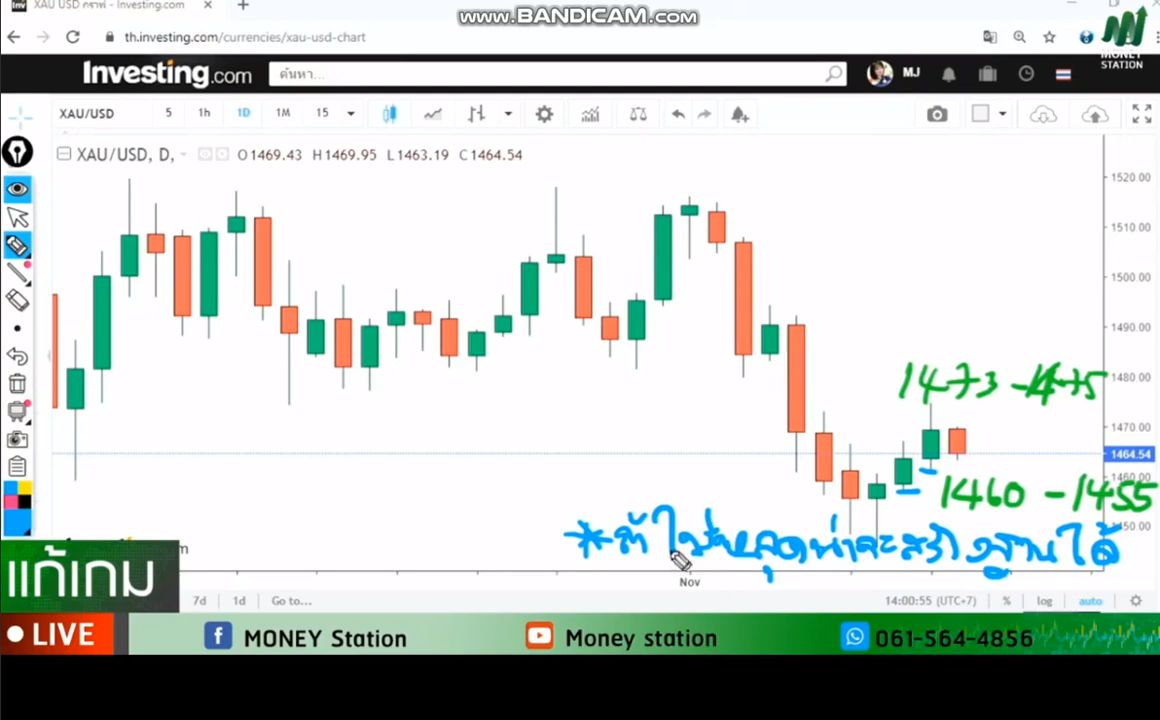 XAU USD กราฟ - Investing.com
www.BANDICAM.com
th.investing.com/currencies/xau-usd-chart
MONEY
STATION
Investing.com
ค้นหา...
MJ
XAU/USD 5 1h 1D 1M 15
XAU/USD, D, O1469.43 H1469.95 L1463.19 C1464.54
1520.00
1510.00
1500.00
1490.00
1480.00
1473 - 1475
1470.00
1464.54
1460.00
1460 - 1455
1450.00
Nov
แก้เกม
7d 1d Go to... 14:00:55 (UTC+7) % log auto
LIVE MONEY Station Money station 061-564-4856